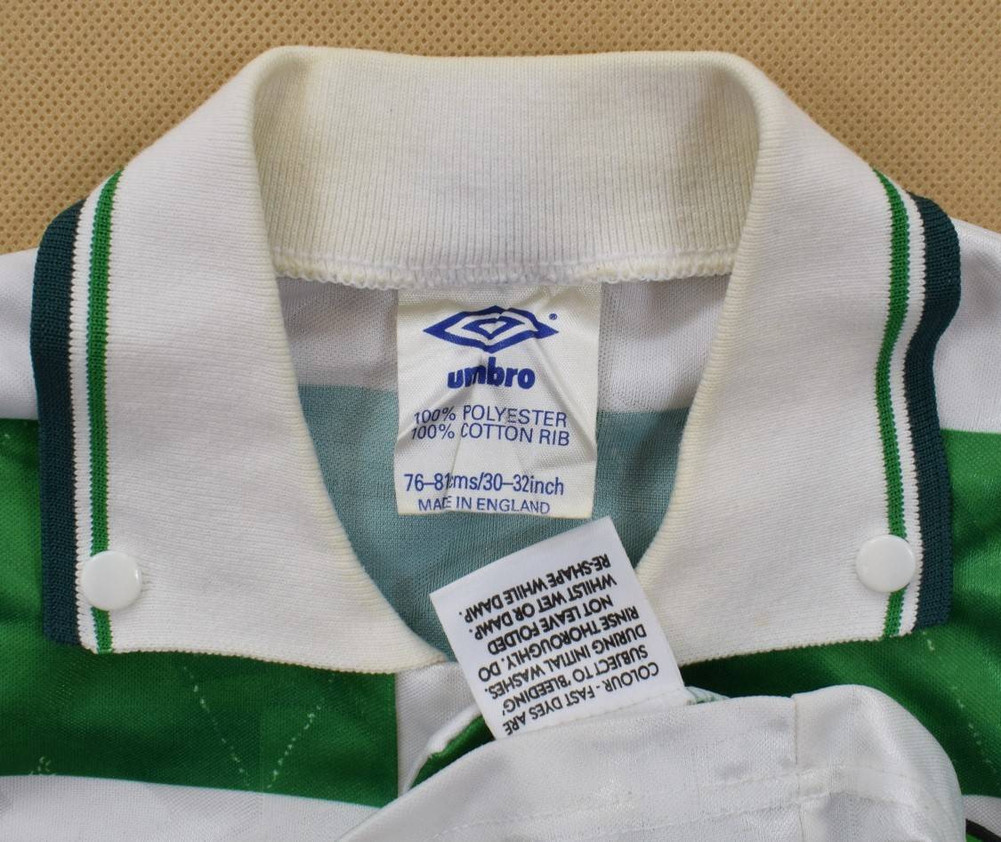 ®
umbro
100% POLYESTER
100% COTTON RIB
76–81cms/30–32inch
MADE IN ENGLAND
COLOUR - FAST DYES ARE
SUBJECT TO 'BLEEDING'
DURING INITIAL WASHES.
RINSE THOROUGHLY. DO
NOT LEAVE FOLDED
WHILST WET OR DAMP.
RE-SHAPE WHILE DAMP.